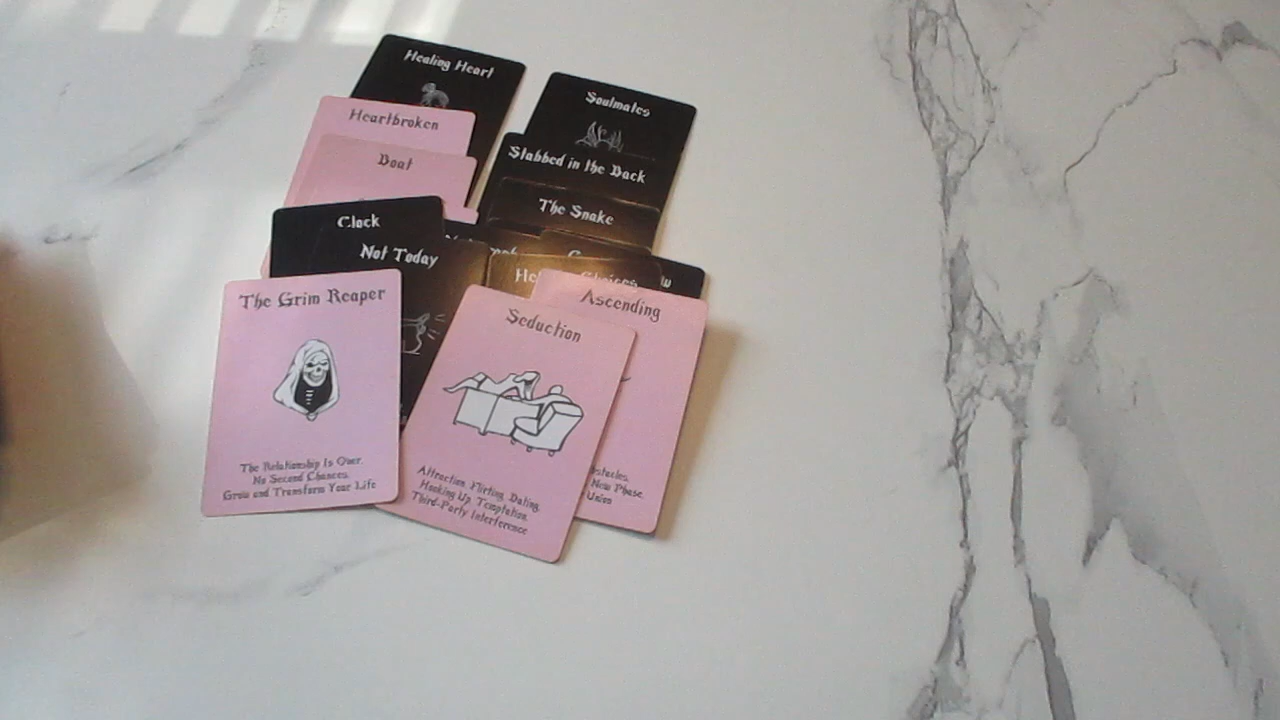 Healing Heart
Soulmates
Heartbroken
Stabbed in the Back
Boat
The Snake
Clock
Not Today
Choices
The Grim Reaper
Ascending
Seduction
The Relationship Is Over.
No Second Chances.
Grow and Transform Your Life
Attraction, Flirting, Dating,
Hooking Up, Temptation,
Third-Party Interference
New Phase
Union